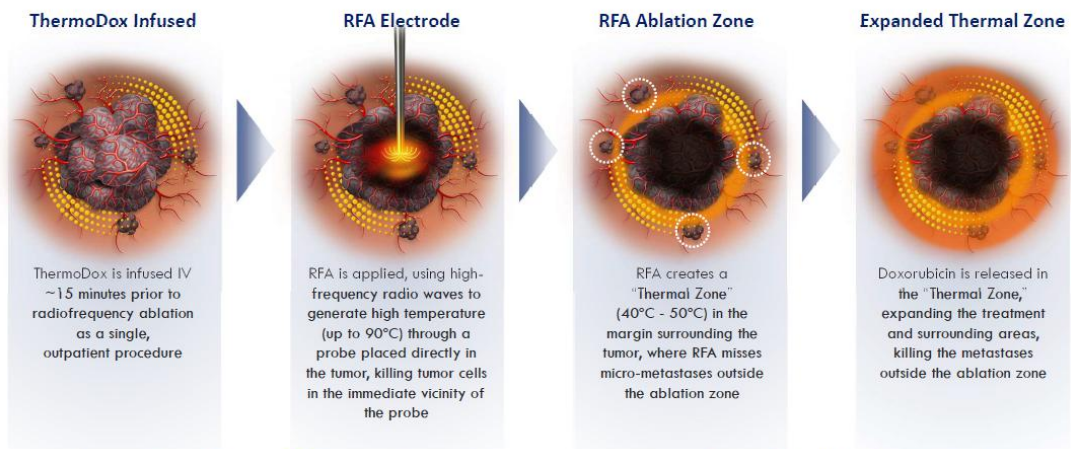 ThermoDox Infused
ThermoDox is infused IV
~15 minutes prior to
radiofrequency ablation
as a single,
outpatient procedure
RFA Electrode
RFA is applied, using high-
frequency radio waves to
generate high temperature
(up to 90°C) through a
probe placed directly in
the tumor, killing tumor cells
in the immediate vicinity of
the probe
RFA Ablation Zone
RFA creates a
"Thermal Zone"
(40°C - 50°C) in the
margin surrounding the
tumor, where RFA misses
micro-metastases outside
the ablation zone
Expanded Thermal Zone
Doxorubicin is released in
the "Thermal Zone,"
expanding the treatment
and surrounding areas,
killing the metastases
outside the ablation zone